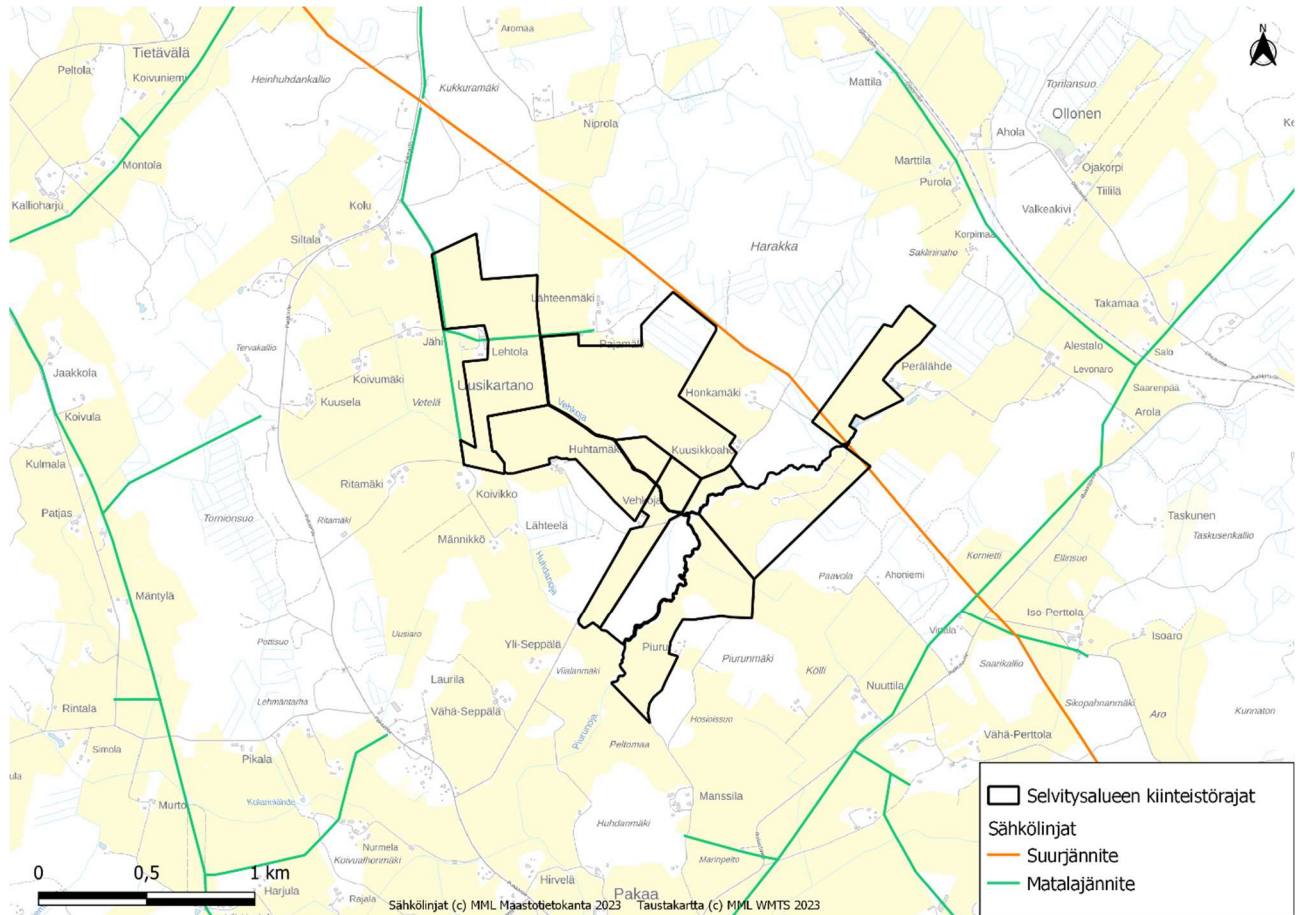 N
Aromaa
Tietävälä
Peltola
Koivuniemi
Heinhuhdankallio
Kukkuramäki
Mattila
Torilansuo
Ollonen
Niprola
Ahola
Montola
Marttila
Ojakorpi
Purola
Tiililä
Kallioharju
Kolu
Valkeakivi
Siltala
Harakka
Korpimaa
Saklininaho
Lähteenmäki
Takamaa
Jähi
Lehtola
Rajamäki
Alestalo
Salo
Tervakallio
Perälähde
Levonaro
Jaakkola
Koivumäki
Uusikartano
Honkamäki
Saarenpää
Kuusela
Vetelä
Vehkoja
Arola
Koivula
Huhtamäki
Kuusikkoaho
Kulmala
Ritamäki
Koivikko
Vehkoja
Patjas
Tornionsuo
Ritamäki
Lähteelä
Taskunen
Männikkö
Taskusenkallio
Huhdanoja
Kornietti
Ellinsuo
Paavola
Ahoniemi
Mäntylä
Iso-Perttola
Uusiaro
Virtala
Isoaro
Pottisuo
Yli-Seppälä
Piuru
Piurunmäki
Saarikallio
Viialanmäki
Kölli
Laurila
Nuuttila
Lehmäntarha
Sikopahnanmäki
Rintala
Vähä-Seppälä
Hosioissuo
Aro
Kunnaton
Piurunoja
Vähä-Perttola
Simola
Peltomaa
Pikala
Murto
Manssila
Huhdanmäki
Nurmela
Koivualhonmäki
Marinpelto
Hirvelä
Harjula
Rajala
Pakaa
Selvitysalueen kiinteistörajat
Sähkölinjat
Suurjännite
Matalajännite
0 0,5 1 km
Sähkölinjat (c) MML Maastotietokanta 2023 Taustakartta (c) MML WMTS 2023